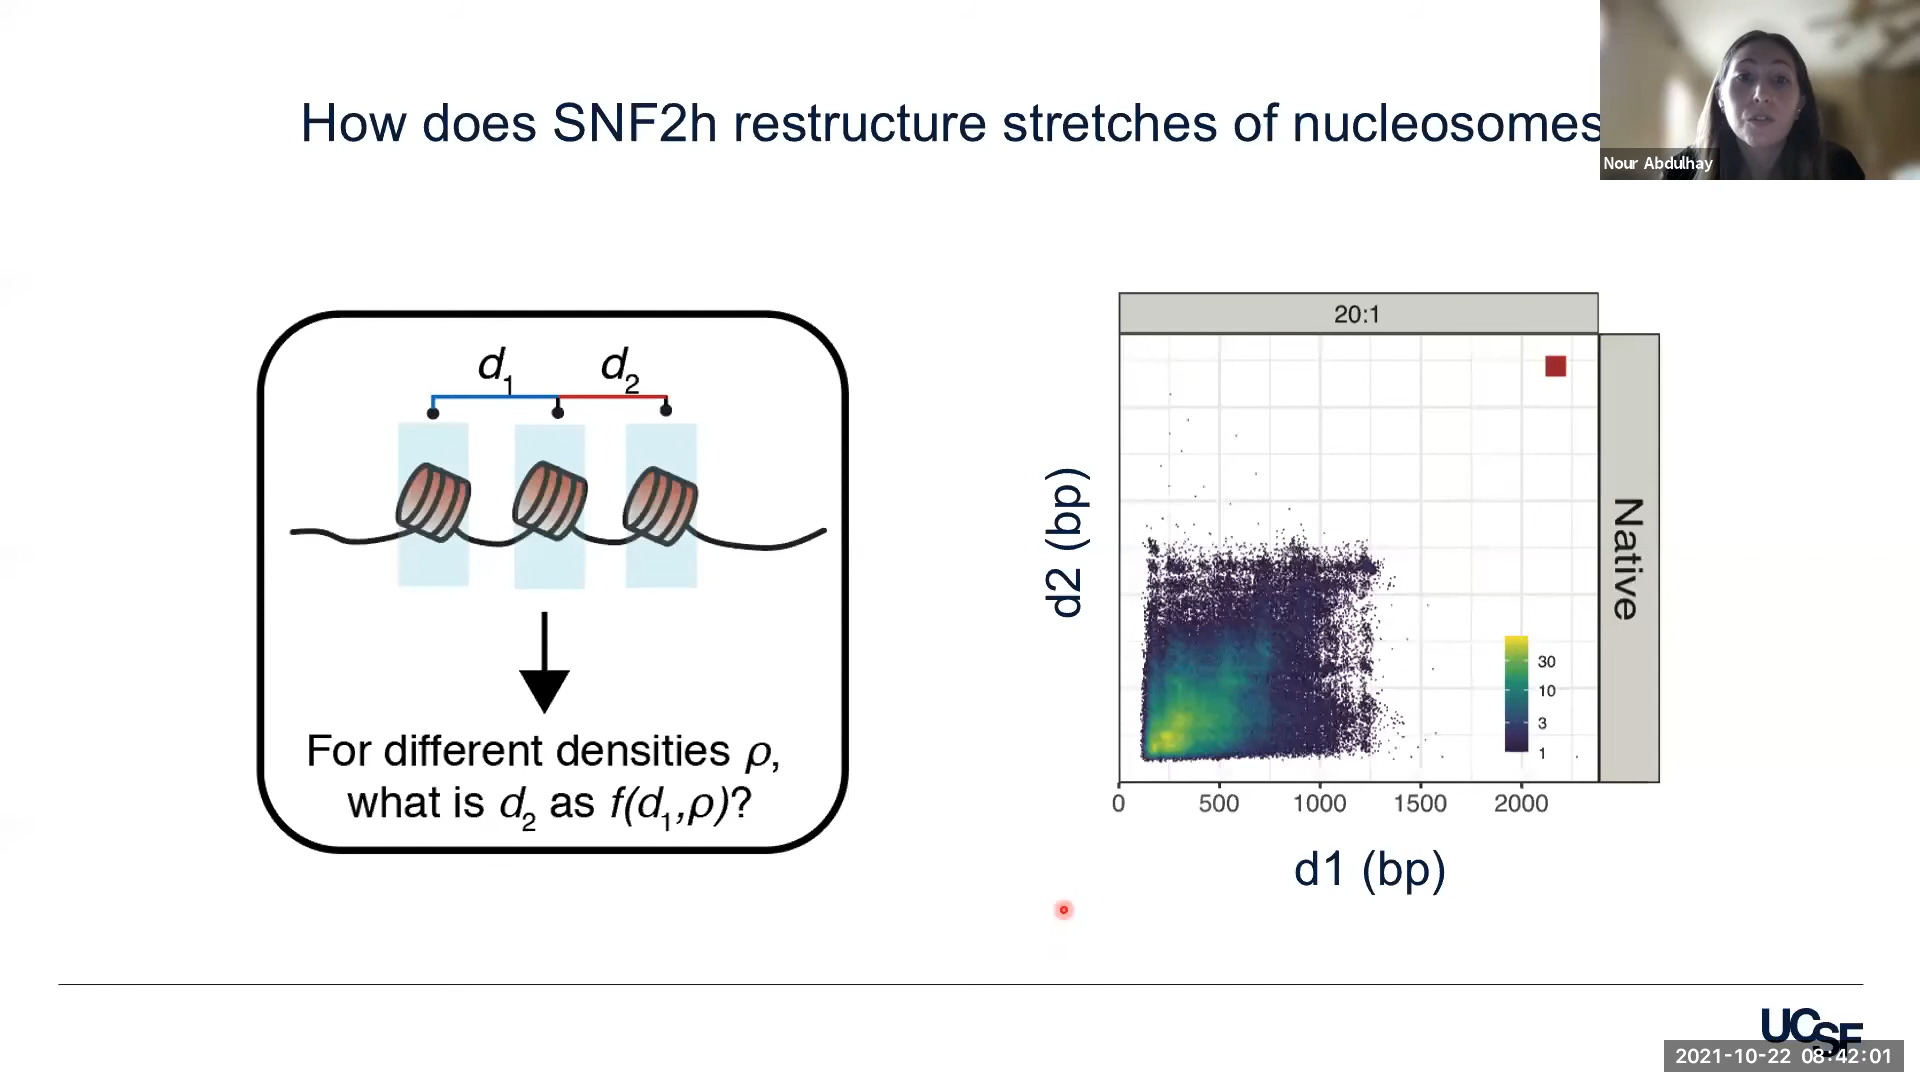 How does SNF2h restructure stretches of nucleosomes
Nour Abdulhay
d1 d2
For different densities ρ,
what is d2 as f(d1,ρ)?
20:1
Native
d2 (bp)
30
10
3
1
0 500 1000 1500 2000
d1 (bp)
UCSF
2021-10-22 08:42:01